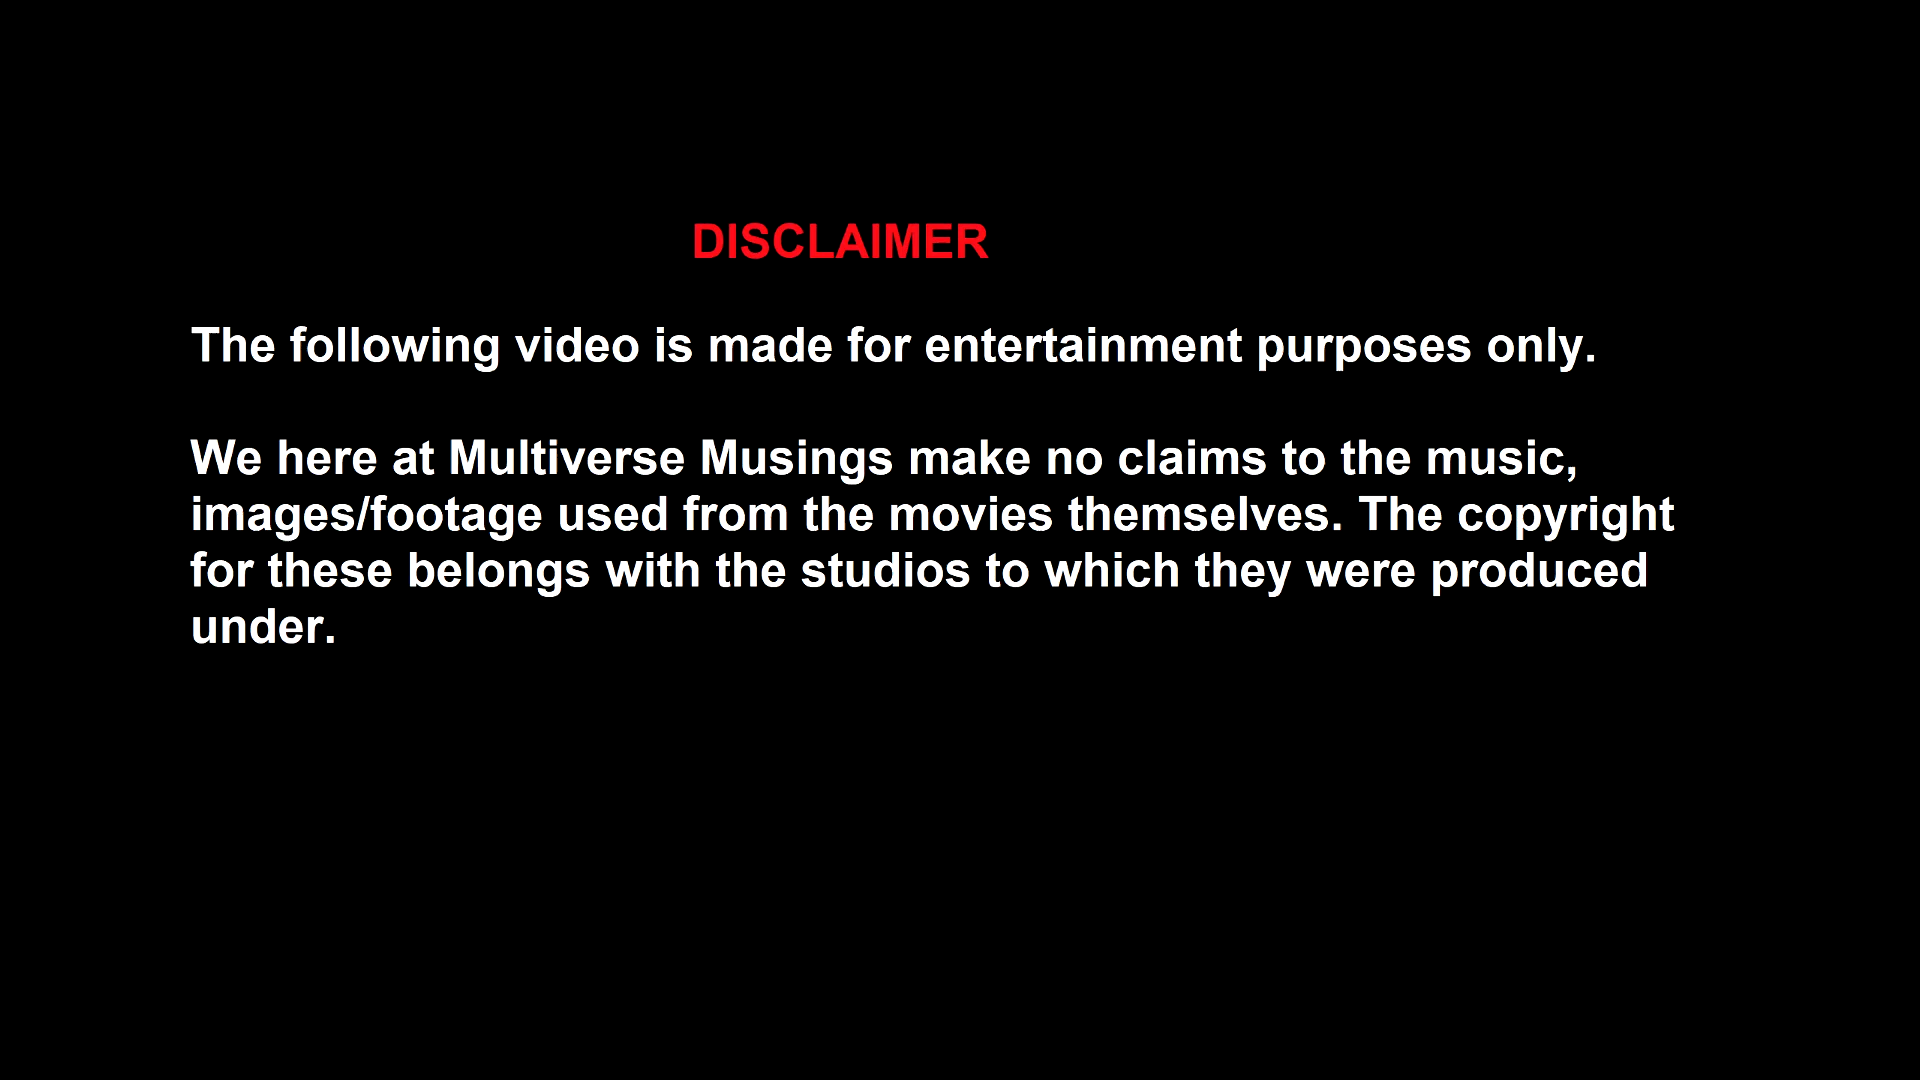 DISCLAIMER
The following video is made for entertainment purposes only.
We here at Multiverse Musings make no claims to the music,
images/footage used from the movies themselves. The copyright
for these belongs with the studios to which they were produced
under.